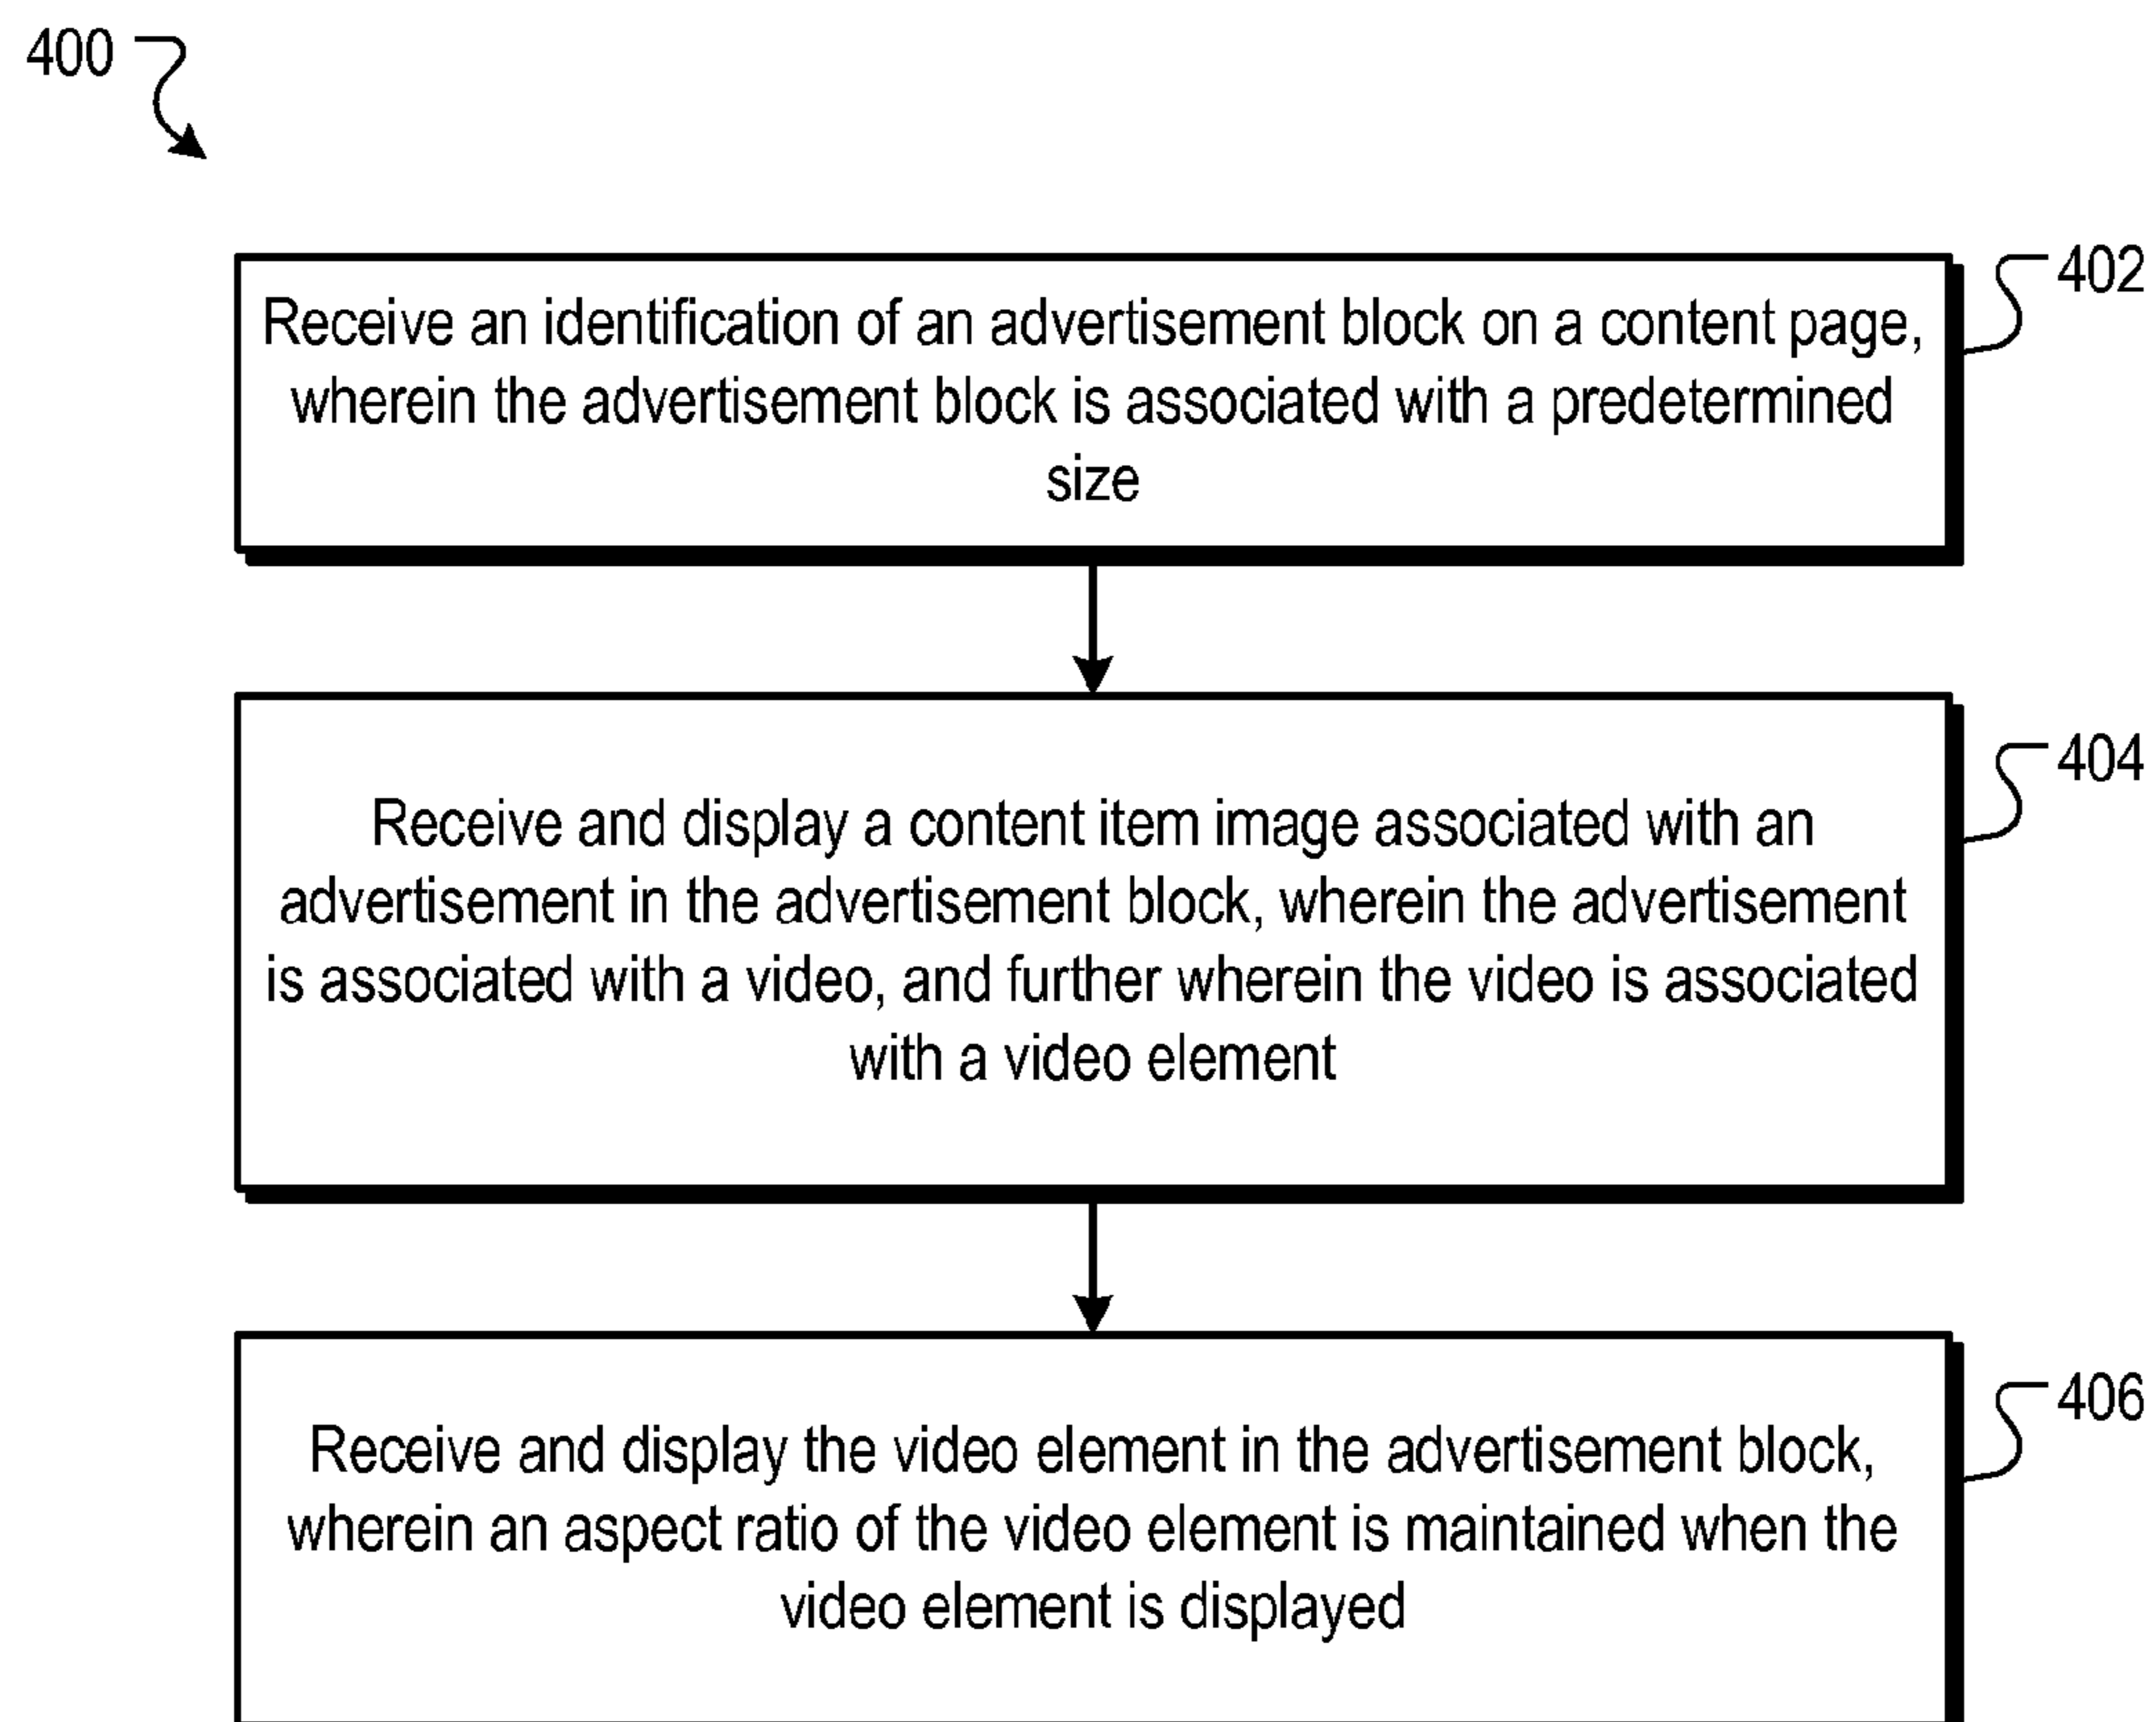 400
402
Receive an identification of an advertisement block on a content page,
wherein the advertisement block is associated with a predetermined
size
404
Receive and display a content item image associated with an
advertisement in the advertisement block, wherein the advertisement
is associated with a video, and further wherein the video is associated
with a video element
406
Receive and display the video element in the advertisement block,
wherein an aspect ratio of the video element is maintained when the
video element is displayed